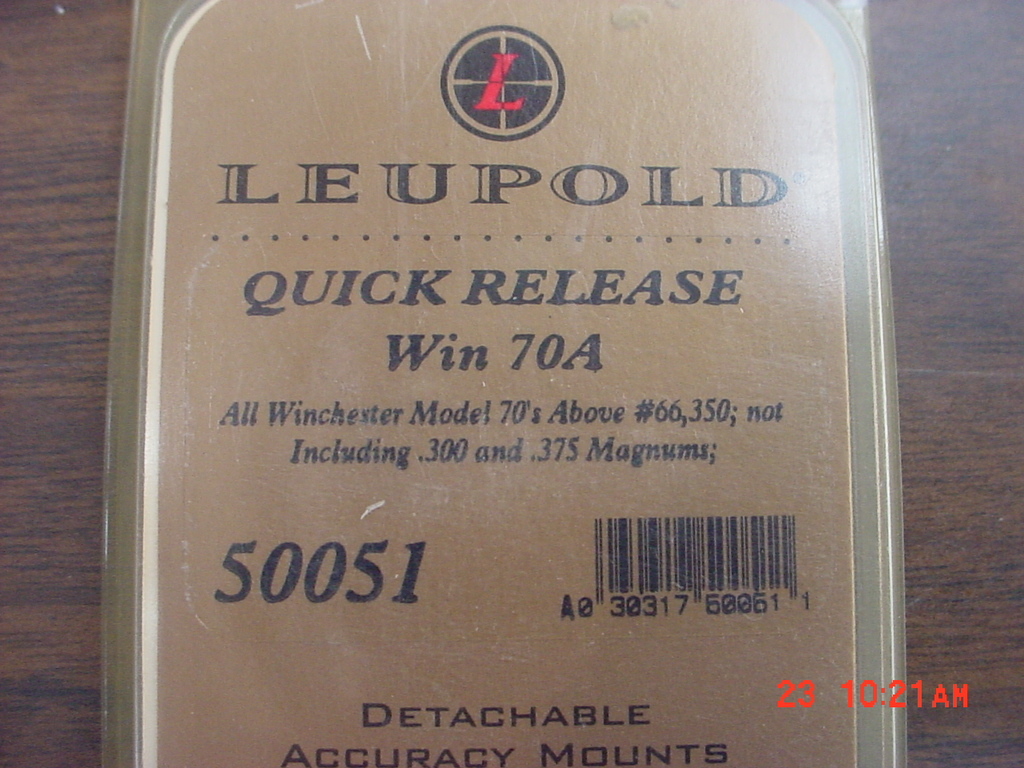 L
LEUPOLD
QUICK RELEASE
Win 70A
All Winchester Model 70's Above #66,350; not
Including .300 and .375 Magnums;
50051
A0 30317 50051 1
DETACHABLE
ACCURACY MOUNTS
23 10:21AM